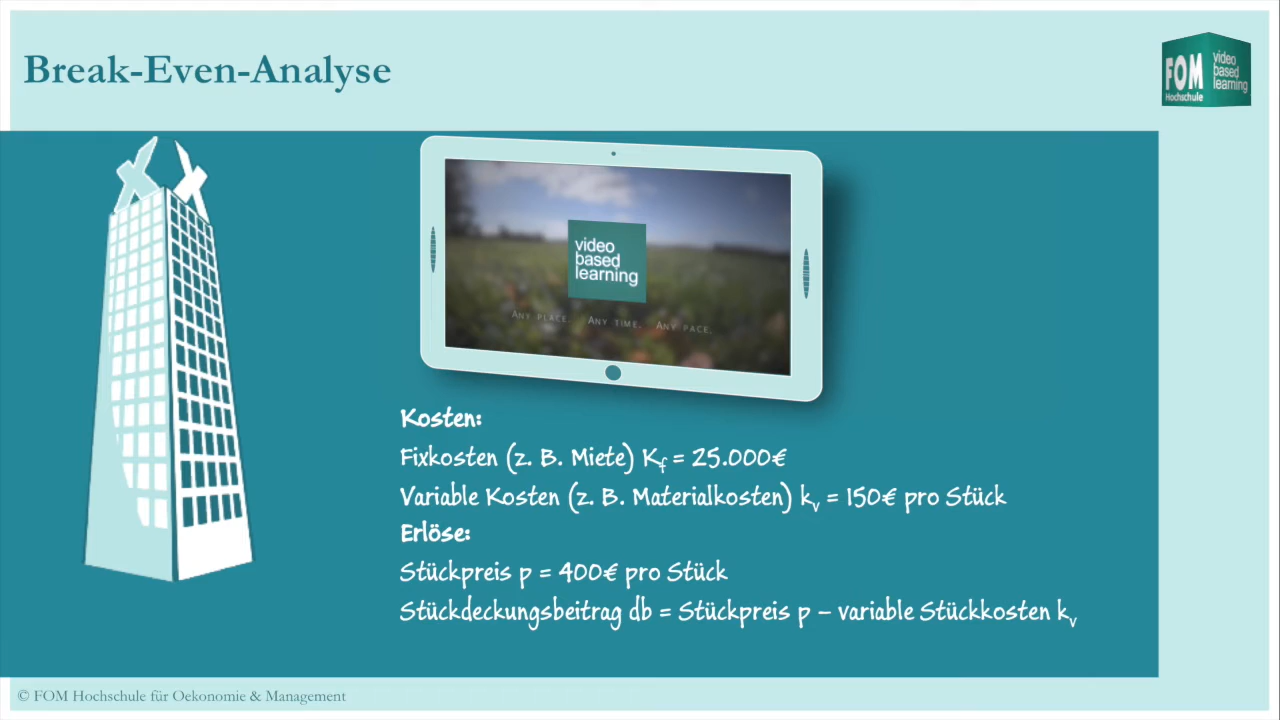 Break-Even-Analyse
FOM
Hochschule
video
based
learning
video
based
learning
ANY PLACE. ANY TIME. ANY PACE.
Kosten:
Fixkosten (z. B. Miete) Kf = 25.000€
Variable Kosten (z. B. Materialkosten) kv = 150€ pro Stück
Erlöse:
Stückpreis p = 400€ pro Stück
Stückdeckungsbeitrag db = Stückpreis p – variable Stückkosten kv
© FOM Hochschule für Oekonomie & Management